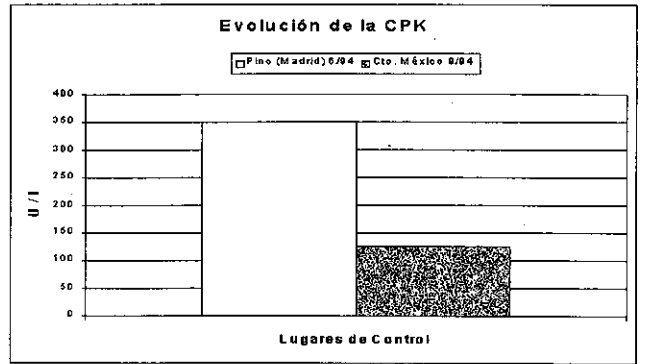 Evolución de la CPK
Pino (Madrid) 6/94 Cto. México 9/94
400
350
300
250
200
150
100
50
0
U/l
Lugares de Control